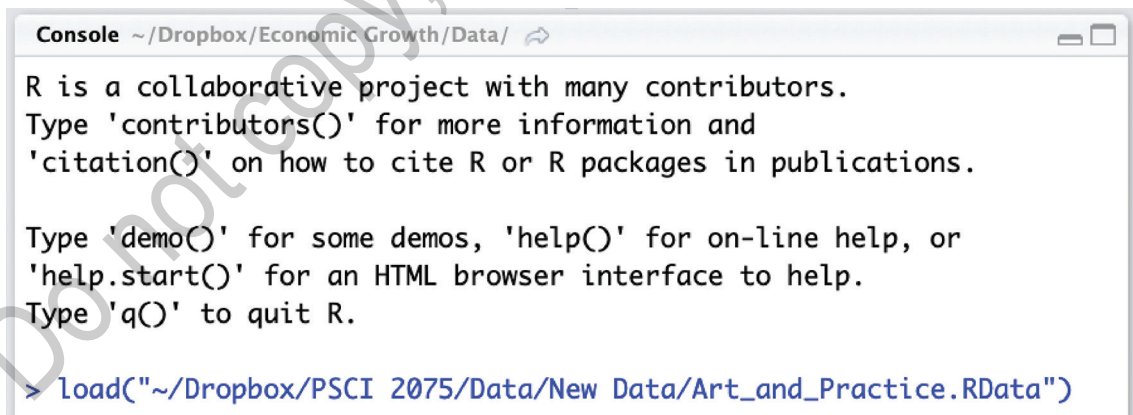 Console ~/Dropbox/Economic Growth/Data/
R is a collaborative project with many contributors.
Type 'contributors()' for more information and
'citation()' on how to cite R or R packages in publications.
Type 'demo()' for some demos, 'help()' for on-line help, or
'help.start()' for an HTML browser interface to help.
Type 'q()' to quit R.
> load("~/Dropbox/PSCI 2075/Data/New Data/Art_and_Practice.RData")
Do not copy,